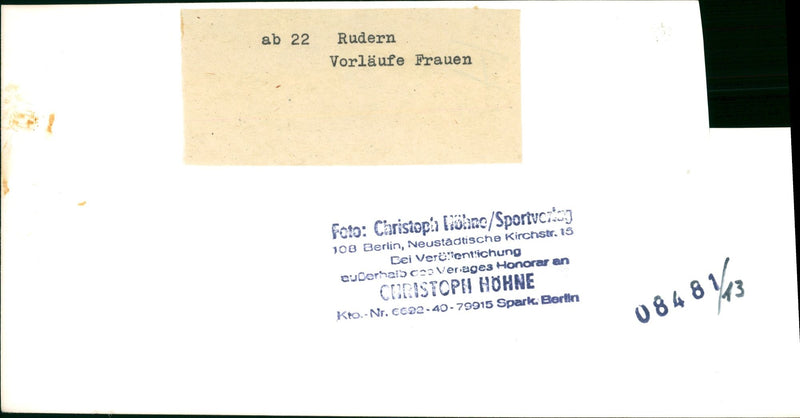 ab 22 Rudern
Vorläufe Frauen
Foto: Christoph Höhne/Sportverlag
108 Berlin, Neustädtische Kirchstr. 15
Bei Veröffentlichung
außerhalb des Verlages Honorar an
CHRISTOPH HÖHNE
Kto.-Nr. 6692-40-79915 Spark. Berlin
08481/13